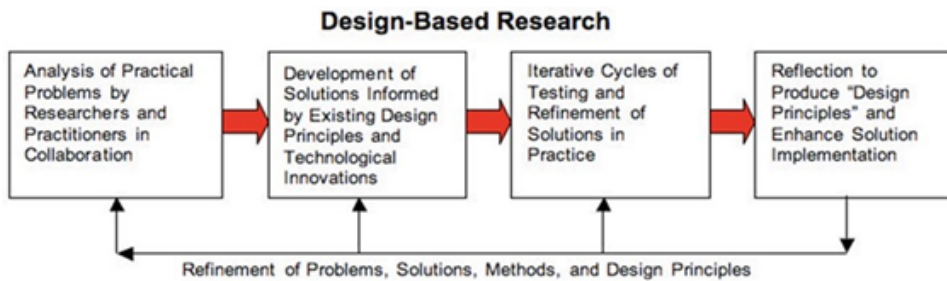 Design-Based Research
Analysis of Practical
Problems by
Researchers and
Practitioners in
Collaboration
Development of
Solutions Informed
by Existing Design
Principles and
Technological
Innovations
Iterative Cycles of
Testing and
Refinement of
Solutions in
Practice
Reflection to
Produce "Design
Principles" and
Enhance Solution
Implementation
Refinement of Problems, Solutions, Methods, and Design Principles